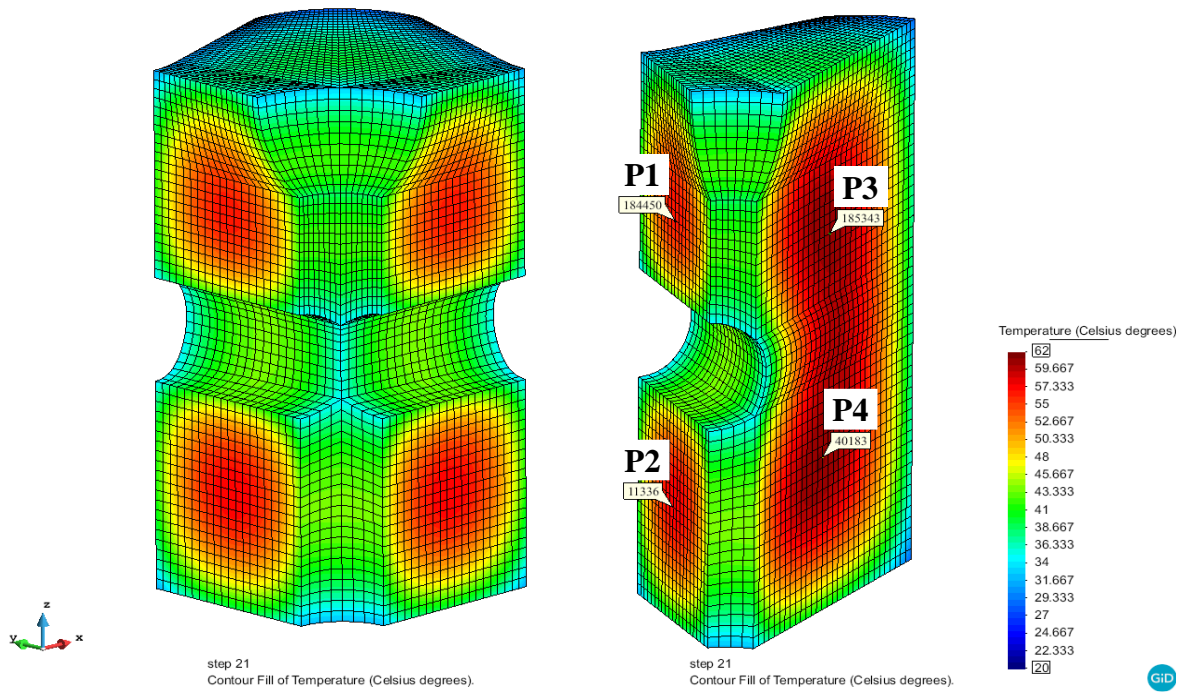 P1
184450
P3
185343
P2
11336
P4
40183
Temperature (Celsius degrees)
62
59.667
57.333
55
52.667
50.333
48
45.667
43.333
41
38.667
36.333
34
31.667
29.333
27
24.667
22.333
20
z
y
x
step 21
Contour Fill of Temperature (Celsius degrees).
step 21
Contour Fill of Temperature (Celsius degrees).
GiD